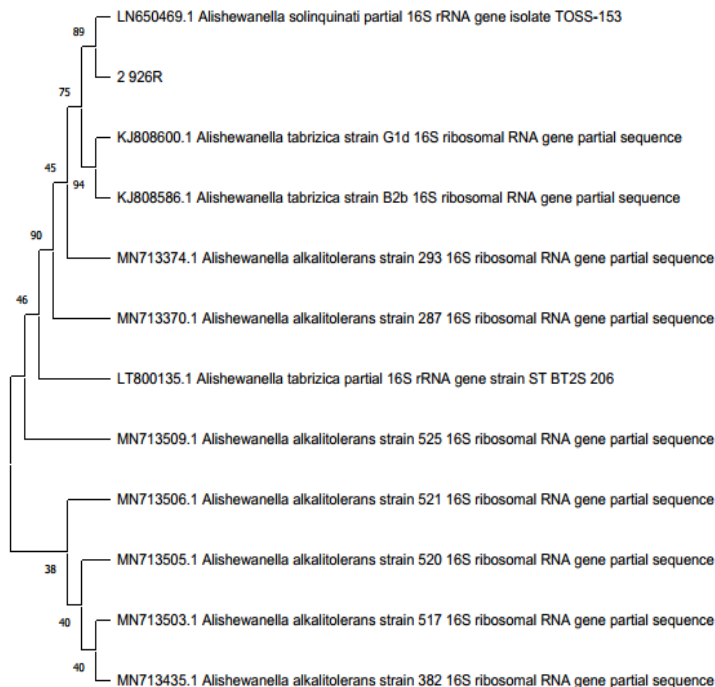 LN650469.1 Alishewanella solinquinati partial 16S rRNA gene isolate TOSS-153
89
2 926R
75
KJ808600.1 Alishewanella tabrizica strain G1d 16S ribosomal RNA gene partial sequence
45
94
KJ808586.1 Alishewanella tabrizica strain B2b 16S ribosomal RNA gene partial sequence
90
MN713374.1 Alishewanella alkalitolerans strain 293 16S ribosomal RNA gene partial sequence
46
MN713370.1 Alishewanella alkalitolerans strain 287 16S ribosomal RNA gene partial sequence
LT800135.1 Alishewanella tabrizica partial 16S rRNA gene strain ST BT2S 206
MN713509.1 Alishewanella alkalitolerans strain 525 16S ribosomal RNA gene partial sequence
MN713506.1 Alishewanella alkalitolerans strain 521 16S ribosomal RNA gene partial sequence
38
MN713505.1 Alishewanella alkalitolerans strain 520 16S ribosomal RNA gene partial sequence
40
MN713503.1 Alishewanella alkalitolerans strain 517 16S ribosomal RNA gene partial sequence
40
MN713435.1 Alishewanella alkalitolerans strain 382 16S ribosomal RNA gene partial sequence